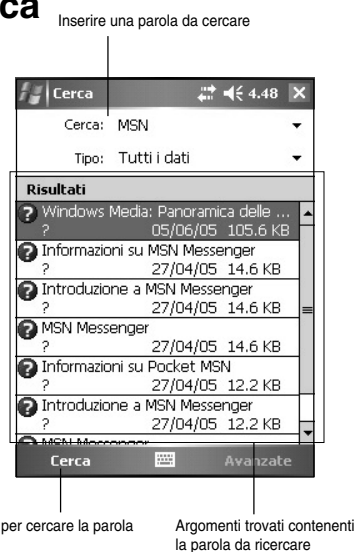 ca
Inserire una parola da cercare
Cerca 4.48
Cerca: MSN
Tipo: Tutti i dati
Risultati
Windows Media: Panoramica delle ...
? 05/06/05 105.6 KB
Informazioni su MSN Messenger
? 27/04/05 14.6 KB
Introduzione a MSN Messenger
? 27/04/05 14.6 KB
MSN Messenger
? 27/04/05 14.6 KB
Informazioni su Pocket MSN
? 27/04/05 12.2 KB
Introduzione a MSN Messenger
? 27/04/05 12.2 KB
MSN Messenger
Cerca Avanzate
per cercare la parola
Argomenti trovati contenenti
la parola da ricercare